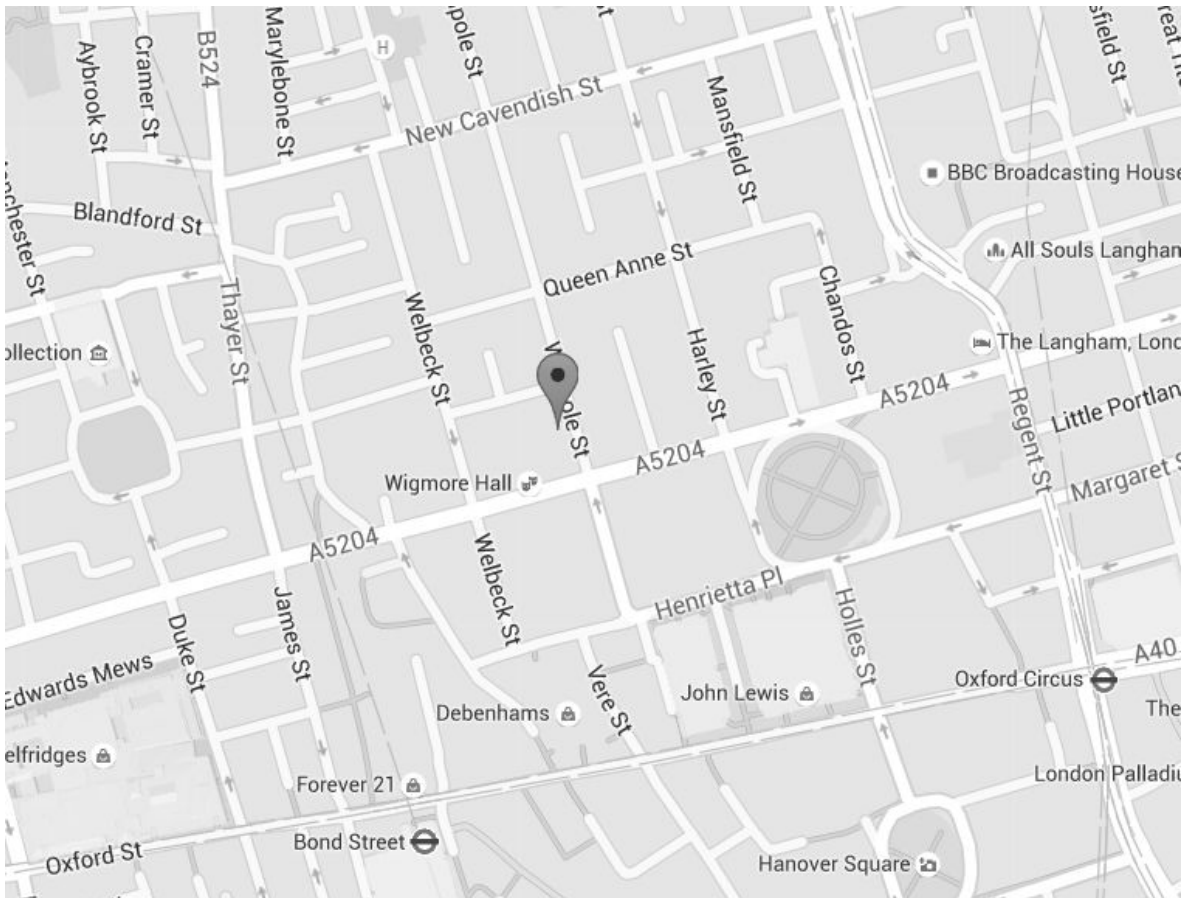 Aybrook St
Cramer St
B524
Marylebone St
H
pole St
New Cavendish St
Mansfield St
sfield St
BBC Broadcasting House
Blandford St
chester St
Queen Anne St
All Souls Langham
Thayer St
Welbeck St
Harley St
Chandos St
ollection
The Langham, Lond
ole St
A5204
Regent St
Little Portlan
Wigmore Hall
A5204
Margaret S
A5204
Welbeck St
Henrietta Pl
Holles St
Duke St
James St
Edwards Mews
Vere St
A40
Oxford Circus
John Lewis
Debenhams
The
elfridges
Forever 21
London Palladiu
Bond Street
Oxford St
Hanover Square